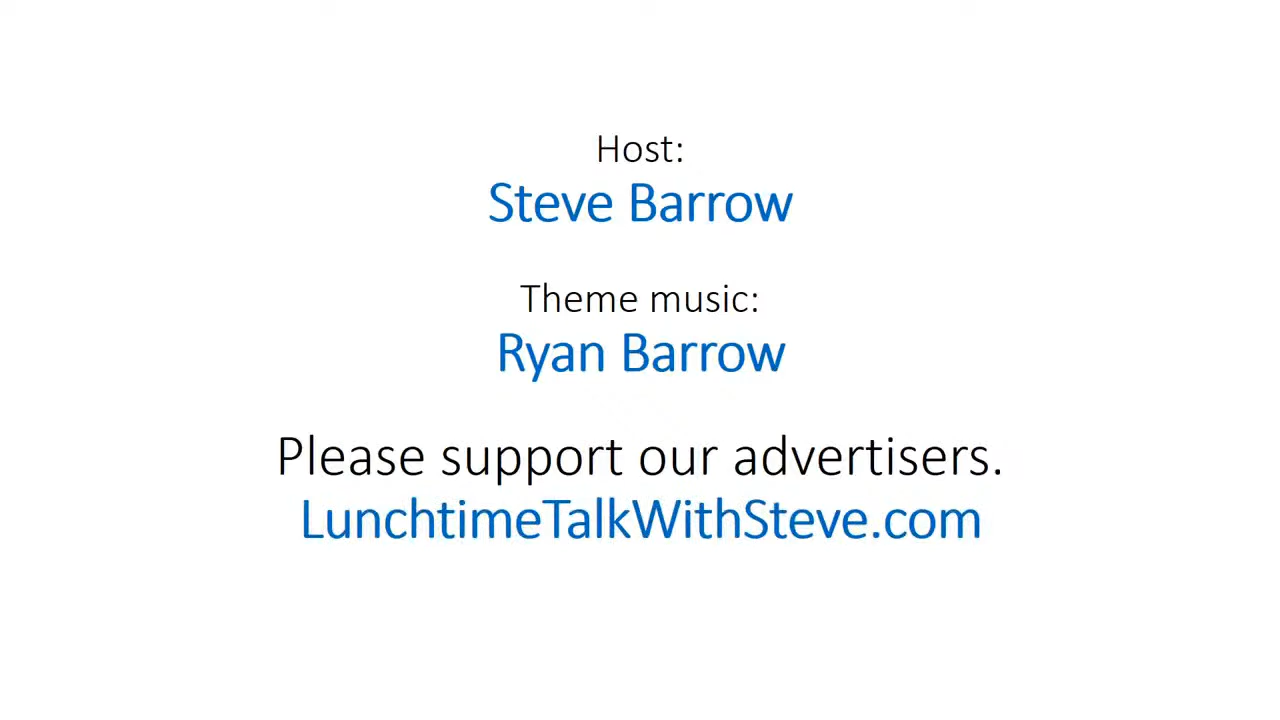 Host:
Steve Barrow
Theme music:
Ryan Barrow
Please support our advertisers.
LunchtimeTalkWithSteve.com